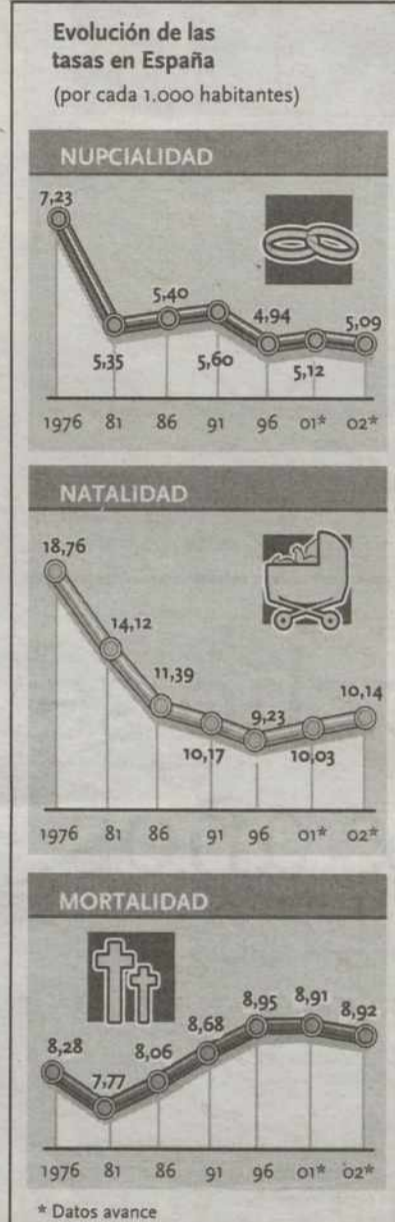 Evolución de las
tasas en España
(por cada 1.000 habitantes)
NUPCIALIDAD
7,23
5,35
5,40
5,60
4,94
5,12
5,09
1976 81 86 91 96 01* 02*
NATALIDAD
18,76
14,12
11,39
10,17
9,23
10,03
10,14
1976 81 86 91 96 01* 02*
MORTALIDAD
8,28
7,77
8,06
8,68
8,95
8,91
8,92
1976 81 86 91 96 01* 02*
* Datos avance